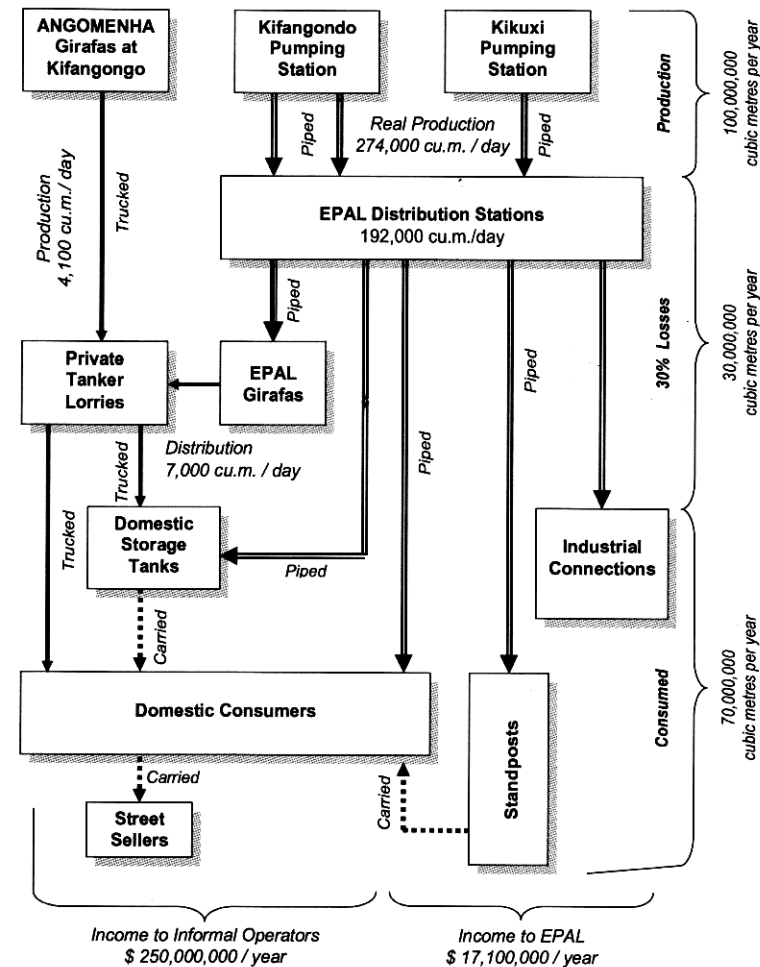 ANGOMENHA
Girafas at
Kifangongo
Kifangondo
Pumping
Station
Kikuxi
Pumping
Station
Production
100,000,000
cubic metres per year
Piped
Real Production
274,000 cu.m. / day
Piped
Production
4,100 cu.m./ day
Trucked
EPAL Distribution Stations
192,000 cu.m./day
Piped
Private
Tanker
Lorries
EPAL
Girafas
Piped
Piped
30% Losses
30,000,000
cubic metres per year
Distribution
7,000 cu.m. / day
Trucked
Trucked
Domestic
Storage
Tanks
Piped
Industrial
Connections
Carried
Domestic Consumers
Standposts
Consumed
70,000,000
cubic metres per year
Carried
Carried
Street
Sellers
Income to Informal Operators
$ 250,000,000 / year
Income to EPAL
$ 17,100,000 / year